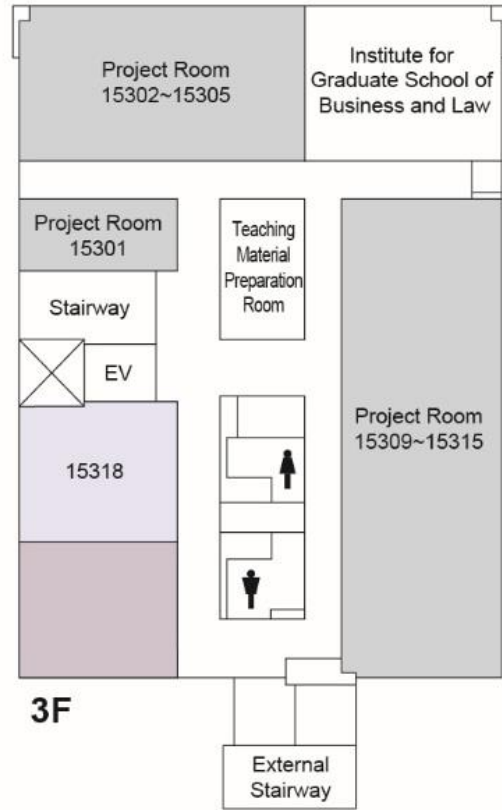 Project Room
15302~15305
Institute for
Graduate School of
Business and Law
Project Room
15301
Teaching
Material
Preparation
Room
Stairway
EV
Project Room
15309~15315
15318
3F
External
Stairway